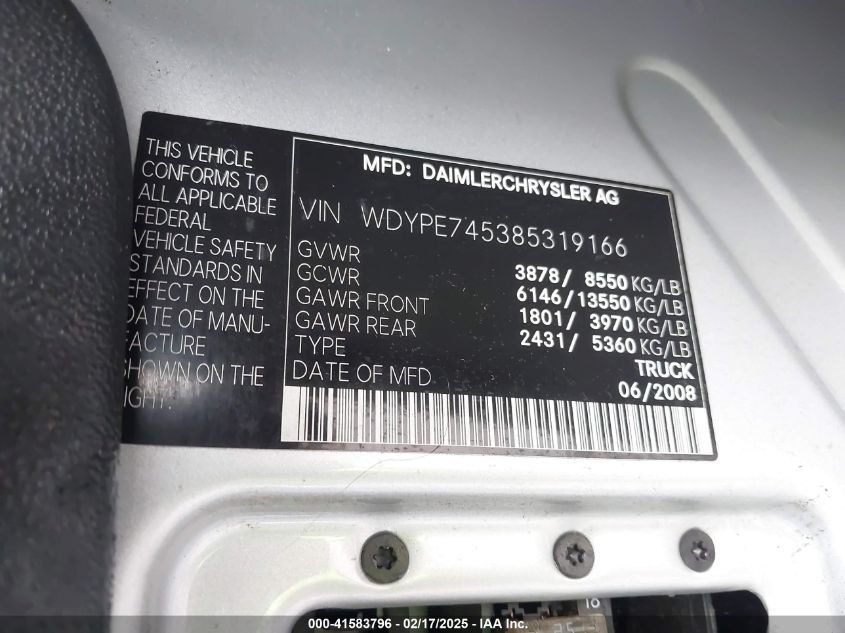 THIS VEHICLE
CONFORMS TO
ALL APPLICABLE
FEDERAL
VEHICLE SAFETY
STANDARDS IN
EFFECT ON THE
DATE OF MANU-
FACTURE
SHOWN ON THE
RIGHT.
MFD: DAIMLERCHRYSLER AG
VIN WDYPE745385319166
GVWR 3878/ 8550 KG/LB
GCWR 6146/13550 KG/LB
GAWR FRONT 1801/ 3970 KG/LB
GAWR REAR 2431/ 5360 KG/LB
TYPE TRUCK
DATE OF MFD 06/2008
000-41583796 - 02/17/2025 - IAA Inc.